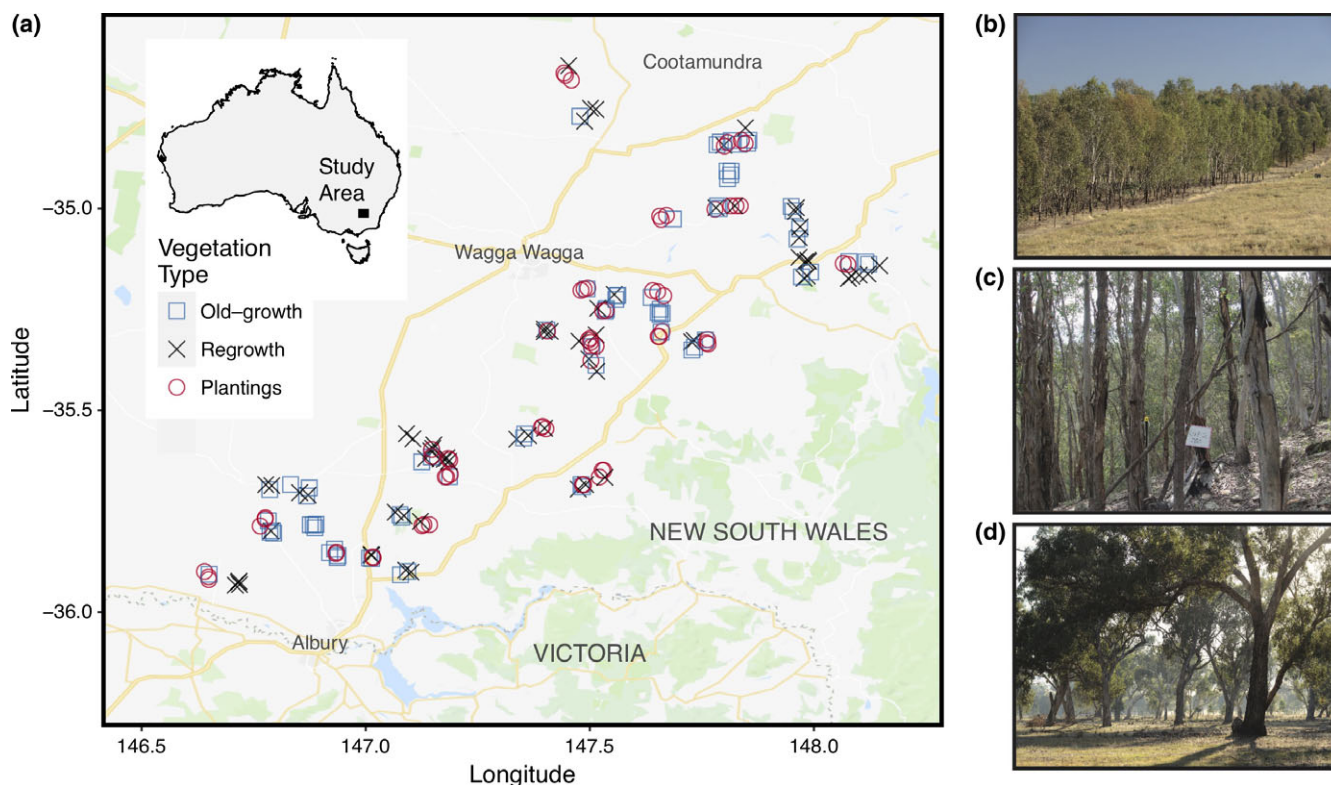 (a)
Cootamundra
Study
Area
Vegetation
Type
Old–growth
Regrowth
Plantings
Wagga Wagga
NEW SOUTH WALES
Albury
VICTORIA
−35.0
−35.5
−36.0
Latitude
146.5
147.0
147.5
148.0
Longitude
(b)
(c)
(d)